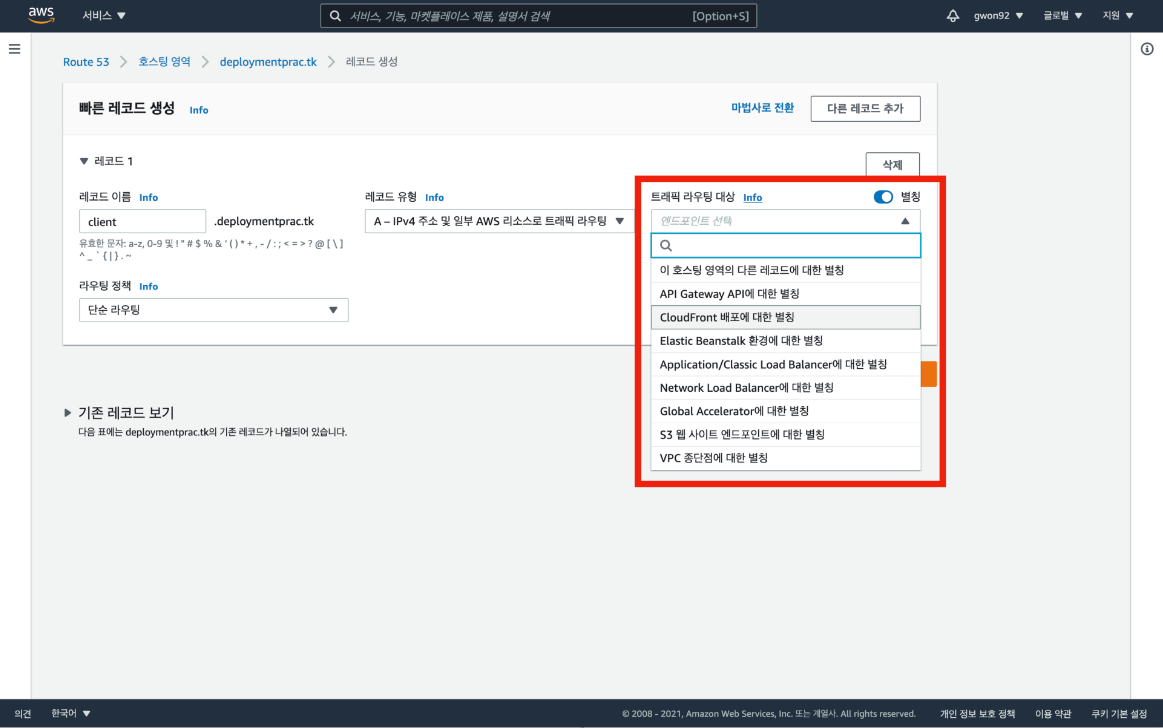 aws
서비스
서비스, 기능, 마켓플레이스 제품, 설명서 검색
[Option+S]
gwon92
글로벌
지원
Route 53
호스팅 영역
deploymentprac.tk
레코드 생성
빠른 레코드 생성
Info
마법사로 전환
다른 레코드 추가
레코드 1
삭제
레코드 이름 Info
레코드 유형 Info
트래픽 라우팅 대상 Info
별칭
client
.deploymentprac.tk
A – IPv4 주소 및 일부 AWS 리소스로 트래픽 라우팅
엔드포인트 선택
유효한 문자: a-z, 0-9 및 ! " # $ % & ' ( ) * + , - / : ; < = > ? @ [ \ ]
^ _ ` { | } . ~
라우팅 정책 Info
단순 라우팅
이 호스팅 영역의 다른 레코드에 대한 별칭
API Gateway API에 대한 별칭
CloudFront 배포에 대한 별칭
Elastic Beanstalk 환경에 대한 별칭
Application/Classic Load Balancer에 대한 별칭
Network Load Balancer에 대한 별칭
Global Accelerator에 대한 별칭
S3 웹 사이트 엔드포인트에 대한 별칭
VPC 종단점에 대한 별칭
기존 레코드 보기
다음 표에는 deploymentprac.tk의 기존 레코드가 나열되어 있습니다.
의견
한국어
© 2008 - 2021, Amazon Web Services, Inc. 또는 계열사. All rights reserved.
개인 정보 보호 정책
이용 약관
쿠키 기본 설정